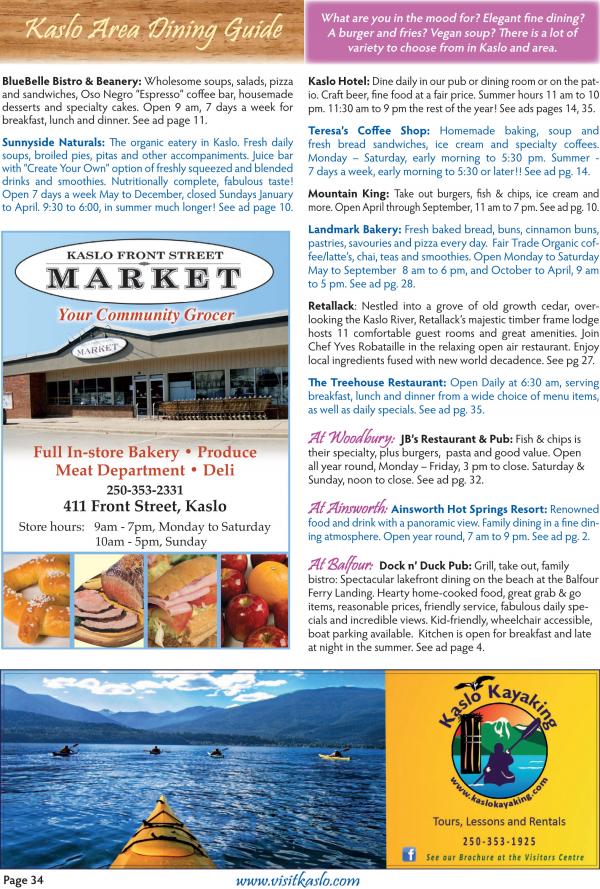 Kaslo Area Dining Guide
What are you in the mood for? Elegant fine dining?
A burger and fries? Vegan soup? There is a lot of
variety to choose from in Kaslo and area.
BlueBelle Bistro & Beanery: Wholesome soups, salads, pizza
and sandwiches, Oso Negro "Espresso" coffee bar, housemade
desserts and specialty cakes. Open 9 am, 7 days a week for
breakfast, lunch and dinner. See ad page 11.
Sunnyside Naturals: The organic eatery in Kaslo. Fresh daily
soups, broiled pies, pitas and other accompaniments. Juice bar
with "Create Your Own" option of freshly squeezed and blended
drinks and smoothies. Nutritionally complete, fabulous taste!
Open 7 days a week May to December, closed Sundays January
to April. 9:30 to 6:00, in summer much longer! See ad page 10.
KASLO FRONT STREET
MARKET
Your Community Grocer
MARKET
Full In-store Bakery • Produce
Meat Department • Deli
250-353-2331
411 Front Street, Kaslo
Store hours: 9am - 7pm, Monday to Saturday
10am - 5pm, Sunday
Kaslo Hotel: Dine daily in our pub or dining room or on the pat-
io. Craft beer, fine food at a fair price. Summer hours 11 am to 10
pm. 11:30 am to 9 pm the rest of the year! See ads pages 14, 35.
Teresa's Coffee Shop: Homemade baking, soup and
fresh bread sandwiches, ice cream and specialty coffees.
Monday – Saturday, early morning to 5:30 pm. Summer -
7 days a week, early morning to 5:30 or later!! See ad pg. 14.
Mountain King: Take out burgers, fish & chips, ice cream and
more. Open April through September, 11 am to 7 pm. See ad pg. 10.
Landmark Bakery: Fresh baked bread, buns, cinnamon buns,
pastries, savouries and pizza every day. Fair Trade Organic cof-
fee/latte's, chai, teas and smoothies. Open Monday to Saturday
May to September 8 am to 6 pm, and October to April, 9 am
to 5 pm. See ad pg. 28.
Retallack: Nestled into a grove of old growth cedar, over-
looking the Kaslo River, Retallack's majestic timber frame lodge
hosts 11 comfortable guest rooms and great amenities. Join
Chef Yves Robataille in the relaxing open air restaurant. Enjoy
local ingredients fused with new world decadence. See pg 27.
The Treehouse Restaurant: Open Daily at 6:30 am, serving
breakfast, lunch and dinner from a wide choice of menu items,
as well as daily specials. See ad pg. 35.
At Woodbury: JB's Restaurant & Pub: Fish & chips is
their specialty, plus burgers, pasta and good value. Open
all year round, Monday – Friday, 3 pm to close. Saturday &
Sunday, noon to close. See ad pg. 32.
At Ainsworth: Ainsworth Hot Springs Resort: Renowned
food and drink with a panoramic view. Family dining in a fine din-
ing atmosphere. Open year round, 7 am to 9 pm. See ad pg. 2.
At Balfour: Dock n' Duck Pub: Grill, take out, family
bistro: Spectacular lakefront dining on the beach at the Balfour
Ferry Landing. Hearty home-cooked food, great grab & go
items, reasonable prices, friendly service, fabulous daily spe-
cials and incredible views. Kid-friendly, wheelchair accessible,
boat parking available. Kitchen is open for breakfast and late
at night in the summer. See ad page 4.
Kaslo Kayaking
www.kaslokayaking.com
Tours, Lessons and Rentals
250-353-1925
f See our Brochure at the Visitors Centre
Page 34
www.visitkaslo.com